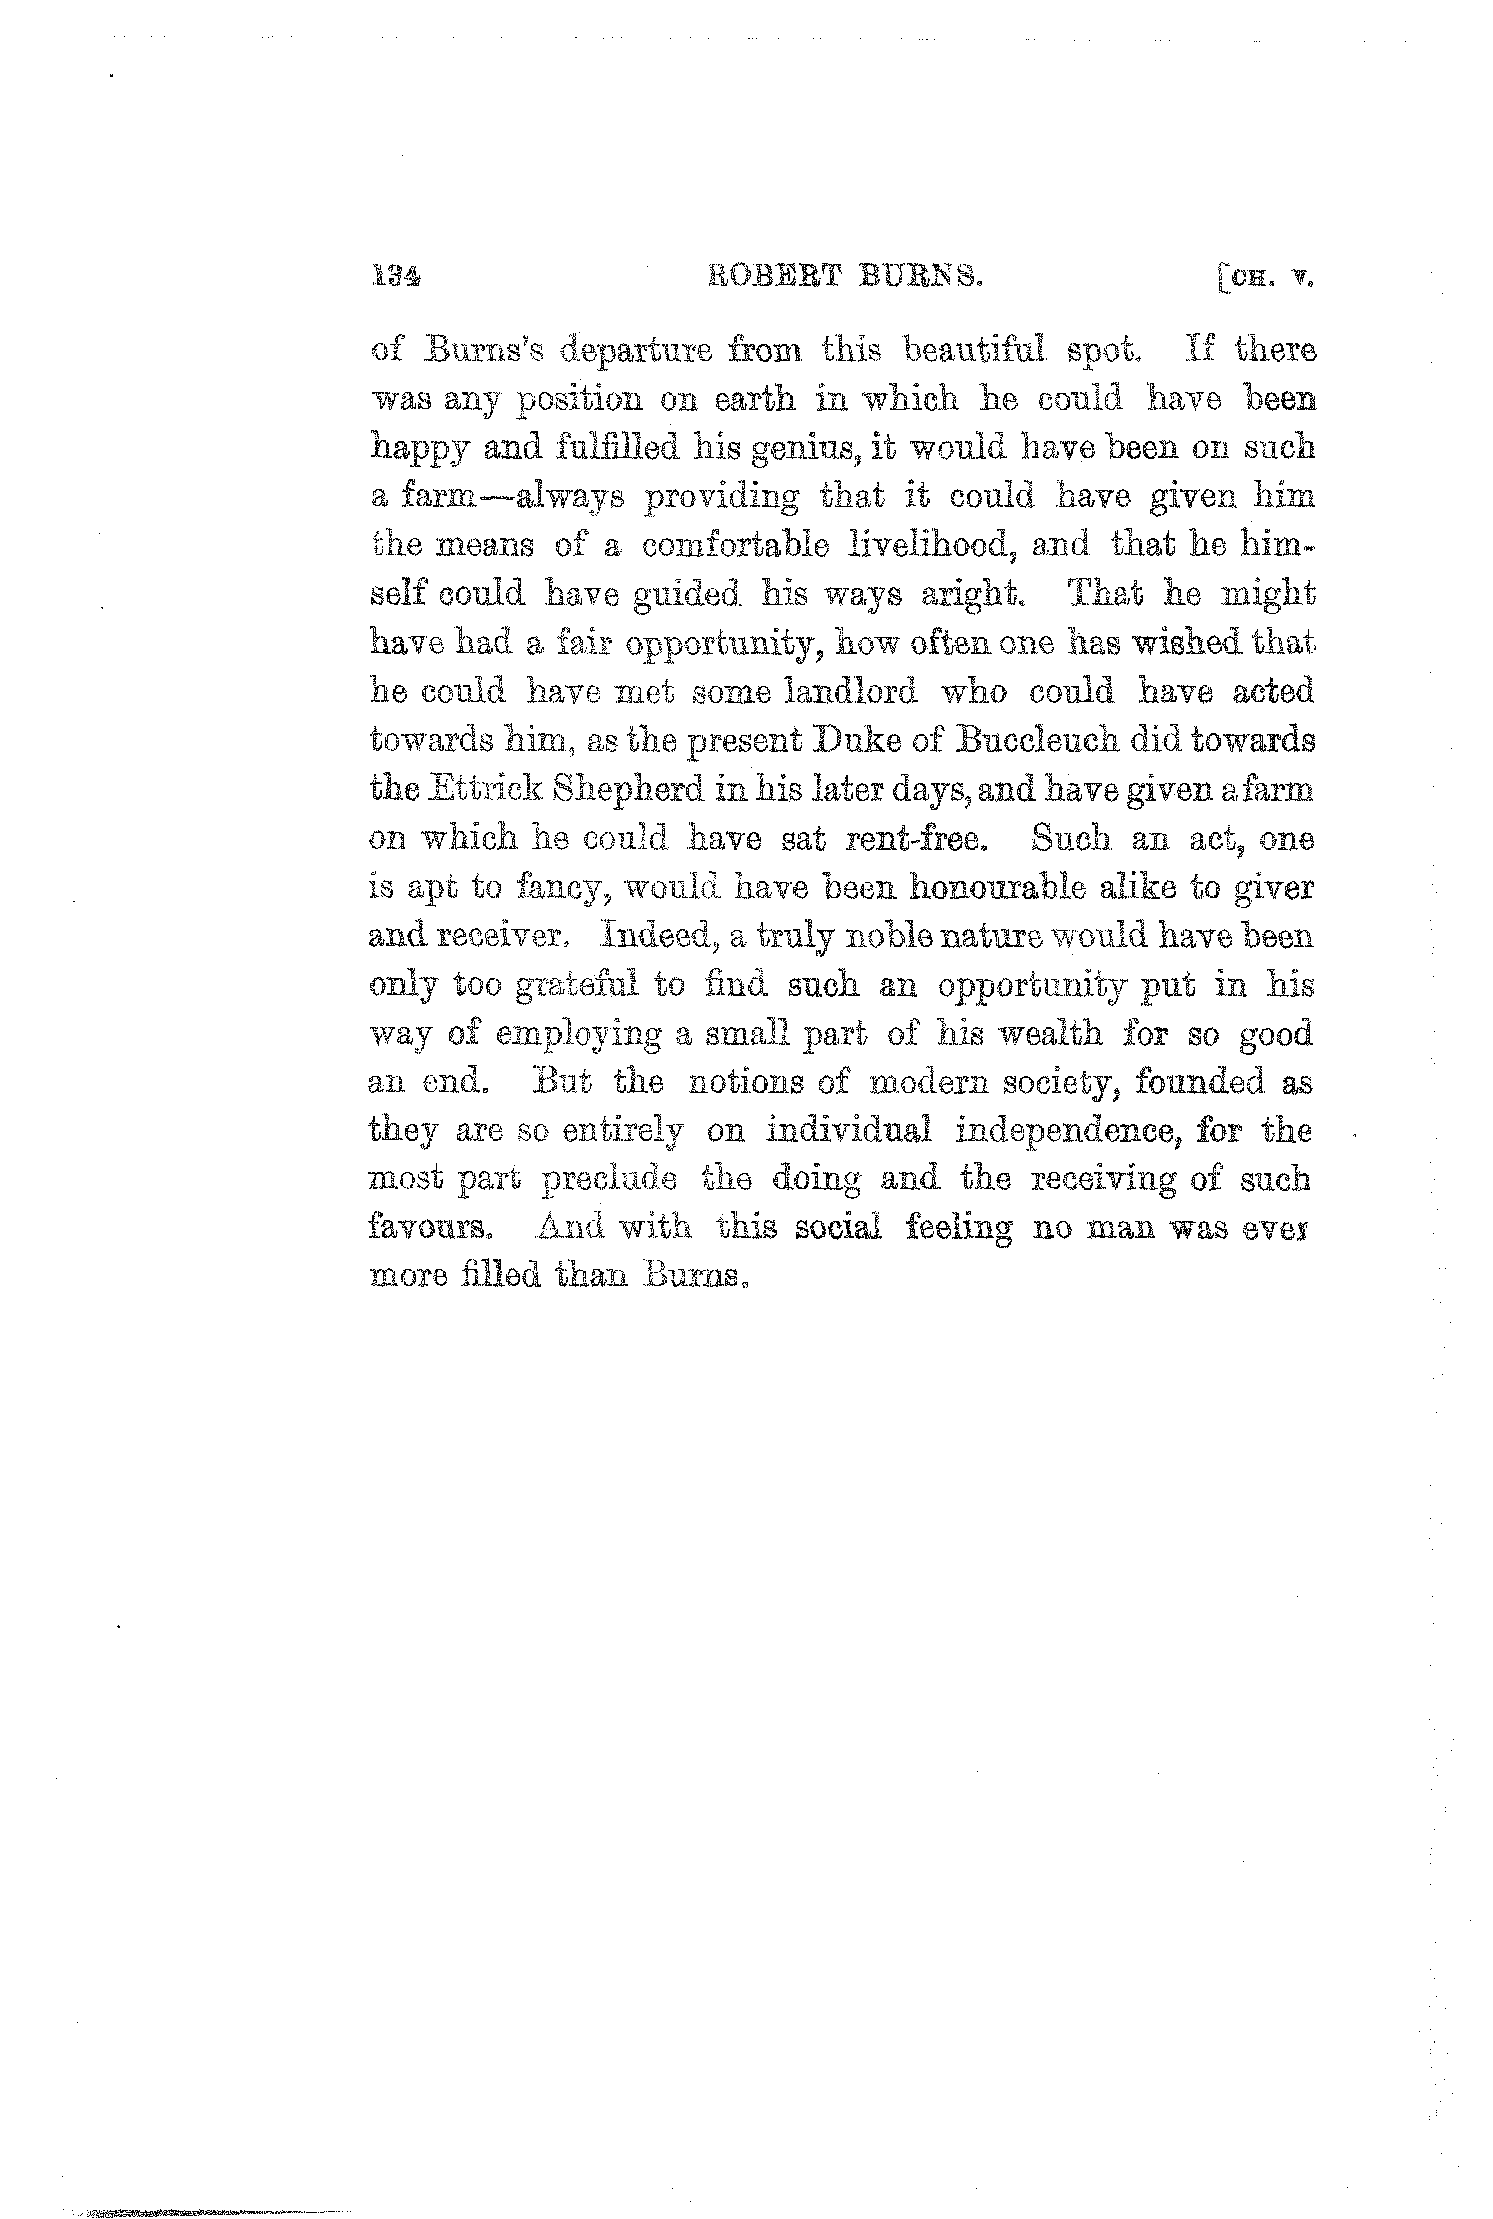 134 ROBERT BURNS. [CH. V.
of Burns's departure from this beautiful spot. If there
was any position on earth in which he could have been
happy and fulfilled his genius, it would have been on such
a farm—always providing that it could have given him
the means of a comfortable livelihood, and that he him-
self could have guided his ways aright. That he might
have had a fair opportunity, how often one has wished that
he could have met some landlord who could have acted
towards him, as the present Duke of Buccleuch did towards
the Ettrick Shepherd in his later days, and have given a farm
on which he could have sat rent-free. Such an act, one
is apt to fancy, would have been honourable alike to giver
and receiver. Indeed, a truly noble nature would have been
only too grateful to find such an opportunity put in his
way of employing a small part of his wealth for so good
an end. But the notions of modern society, founded as
they are so entirely on individual independence, for the
most part preclude the doing and the receiving of such
favours. And with this social feeling no man was ever
more filled than Burns.